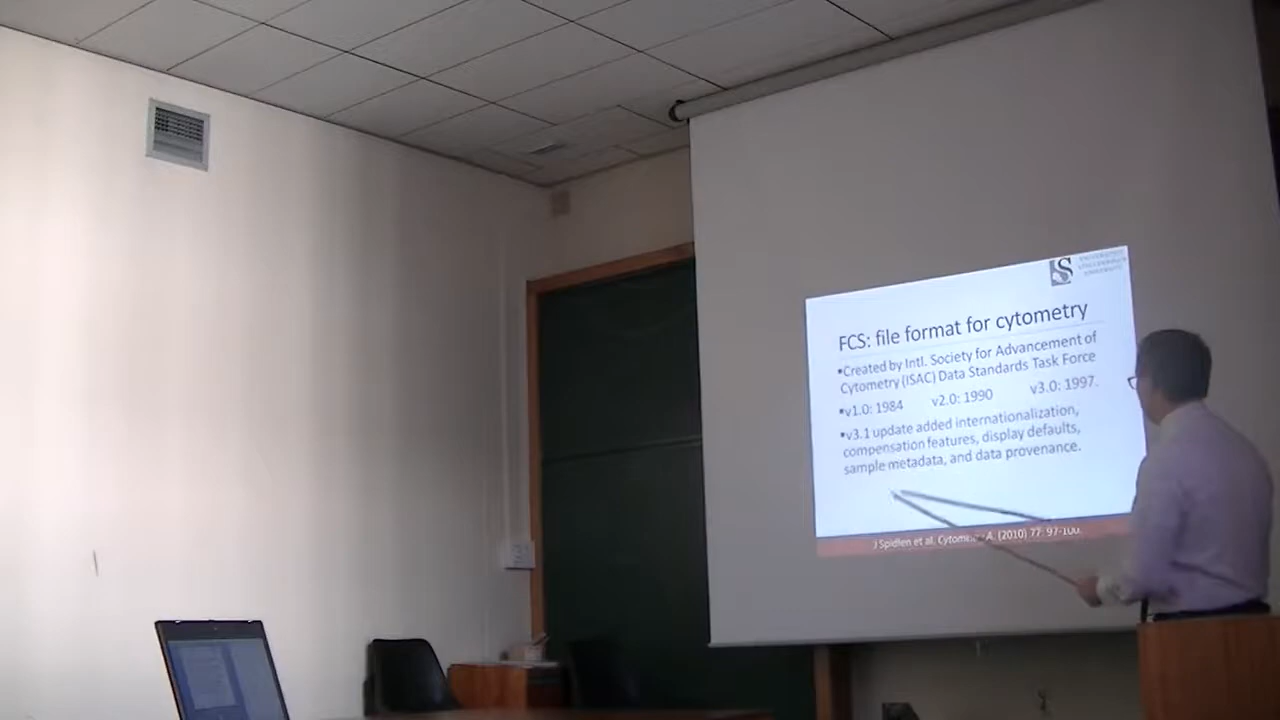 FCS: file format for cytometry
▪Created by Intl. Society for Advancement of
Cytometry (ISAC) Data Standards Task Force
▪v1.0: 1984 v2.0: 1990 v3.0: 1997.
▪v3.1 update added internationalization,
compensation features, display defaults,
sample metadata, and data provenance.
J Spidlen et al. Cytometry A. (2010) 77: 97-100.